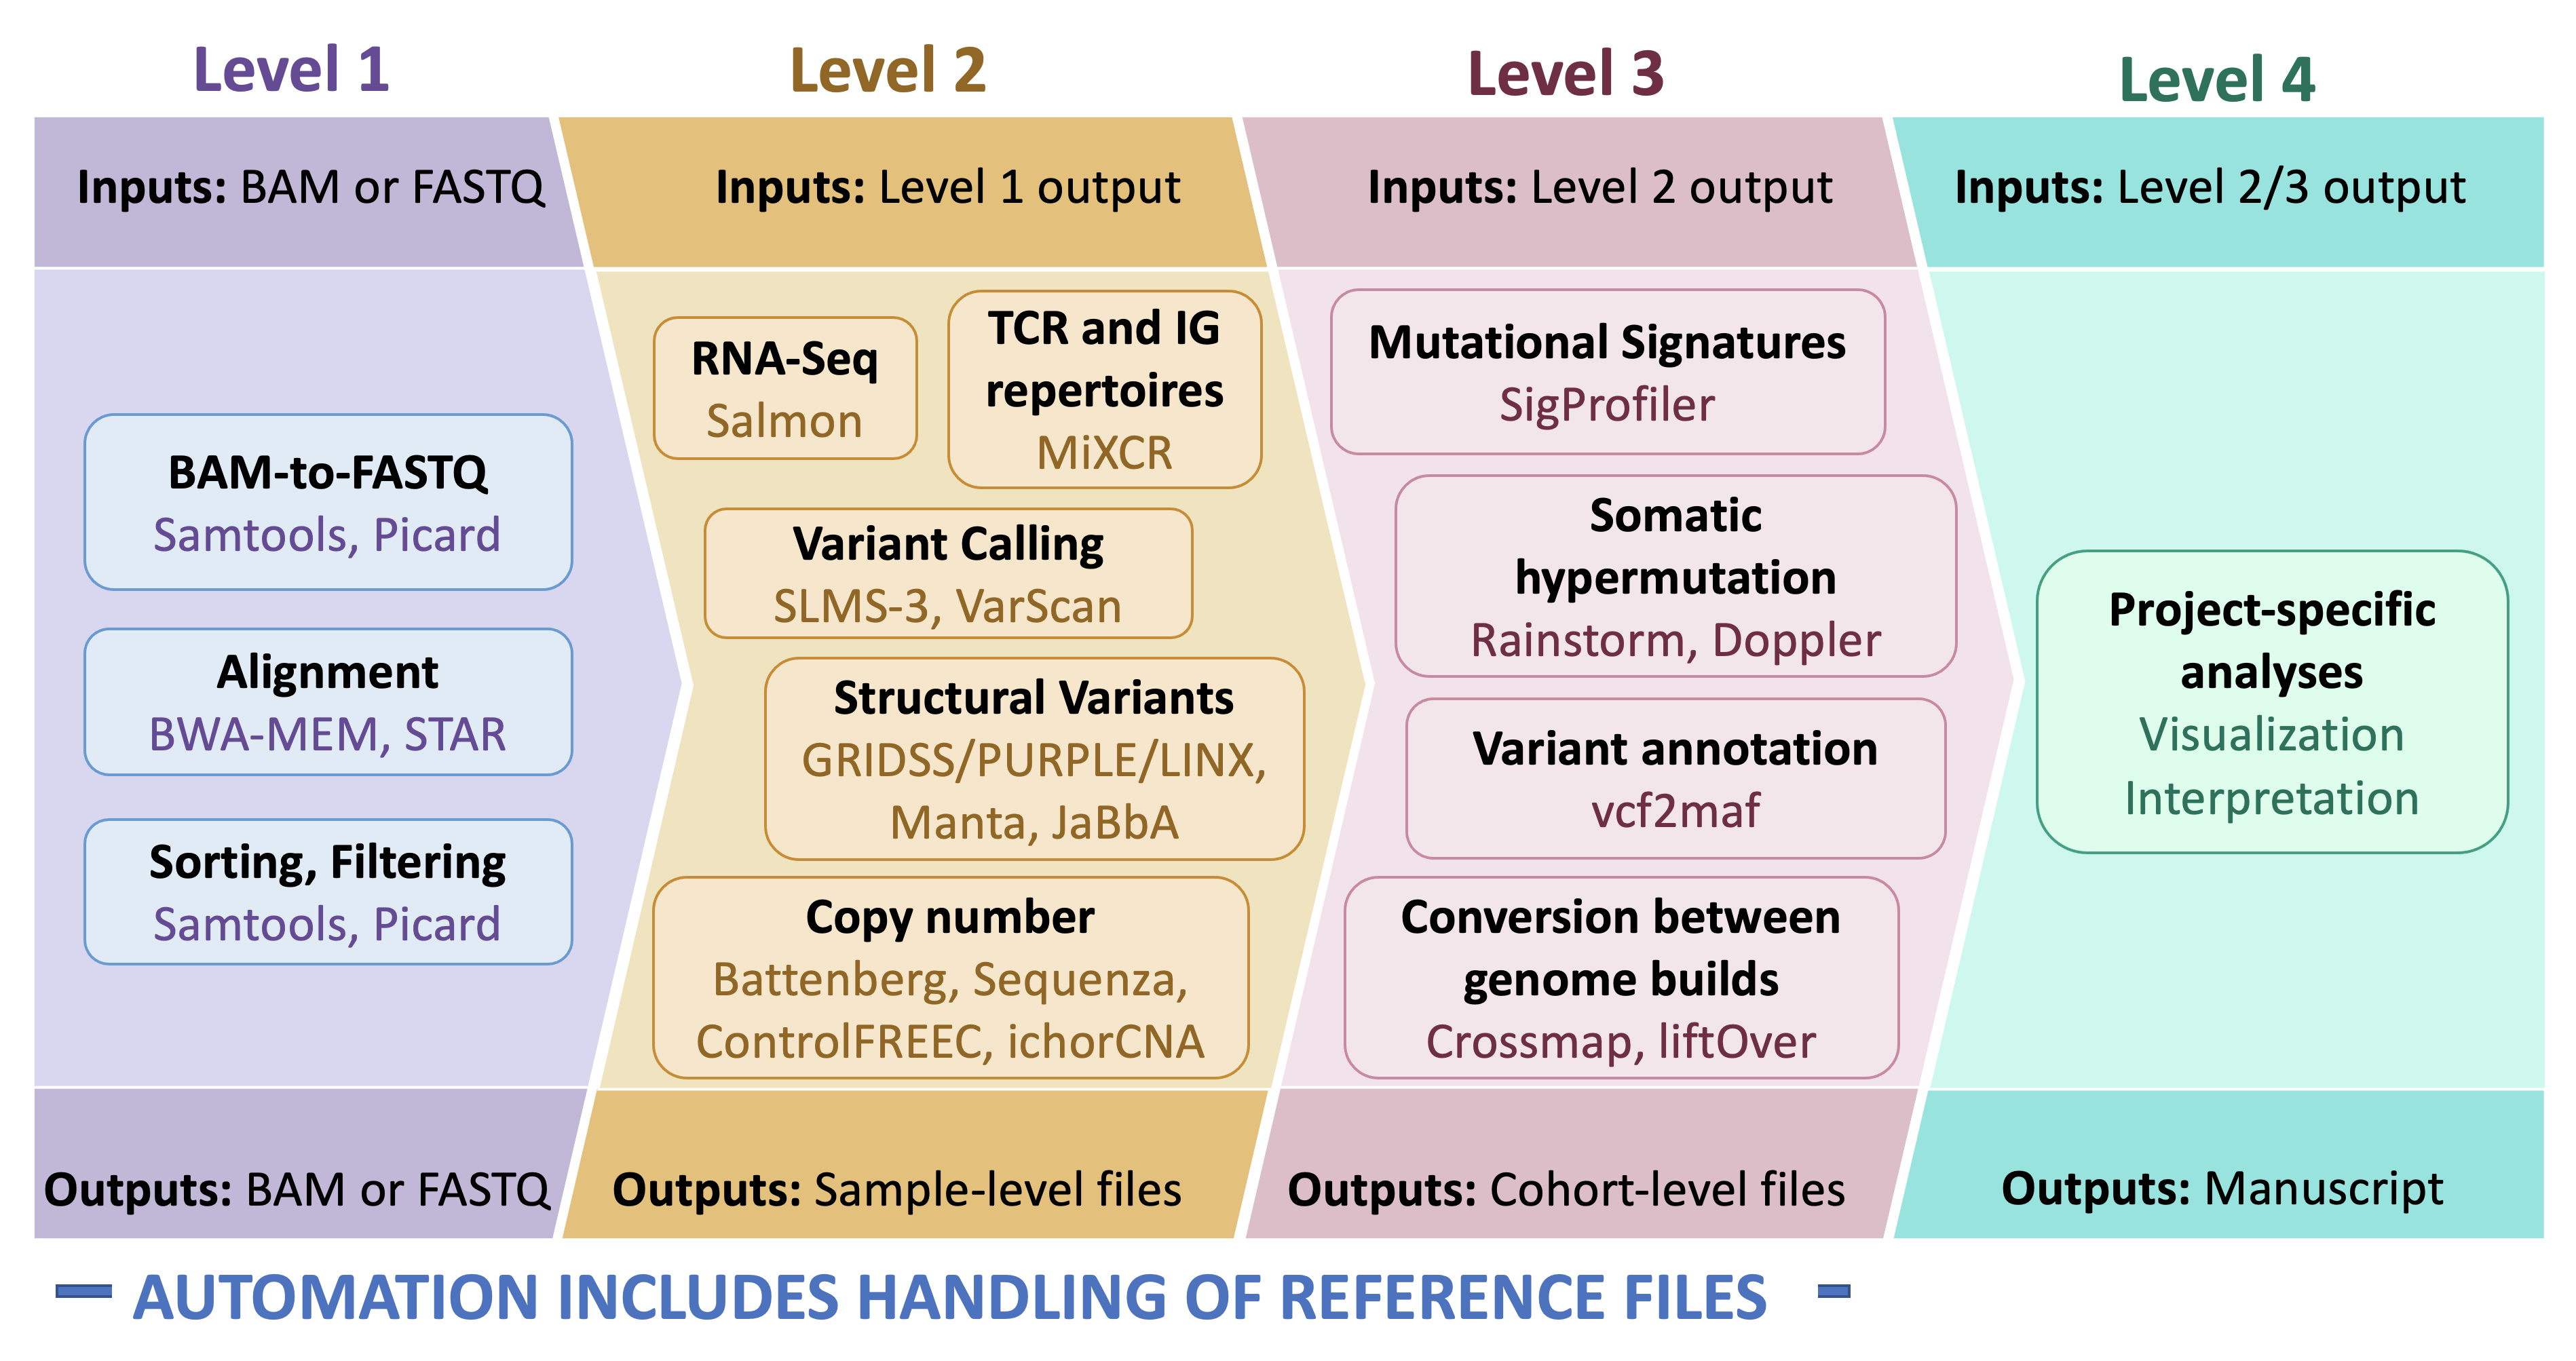 Level 1
Level 2
Level 3
Level 4
Inputs: BAM or FASTQ
Inputs: Level 1 output
Inputs: Level 2 output
Inputs: Level 2/3 output
BAM-to-FASTQ
Samtools, Picard
Alignment
BWA-MEM, STAR
Sorting, Filtering
Samtools, Picard
RNA-Seq
Salmon
TCR and IG
repertoires
MiXCR
Variant Calling
SLMS-3, VarScan
Structural Variants
GRIDSS/PURPLE/LINX,
Manta, JaBbA
Copy number
Battenberg, Sequenza,
ControlFREEC, ichorCNA
Mutational Signatures
SigProfiler
Somatic
hypermutation
Rainstorm, Doppler
Variant annotation
vcf2maf
Conversion between
genome builds
Crossmap, liftOver
Project-specific
analyses
Visualization
Interpretation
Outputs: BAM or FASTQ
Outputs: Sample-level files
Outputs: Cohort-level files
Outputs: Manuscript
AUTOMATION INCLUDES HANDLING OF REFERENCE FILES